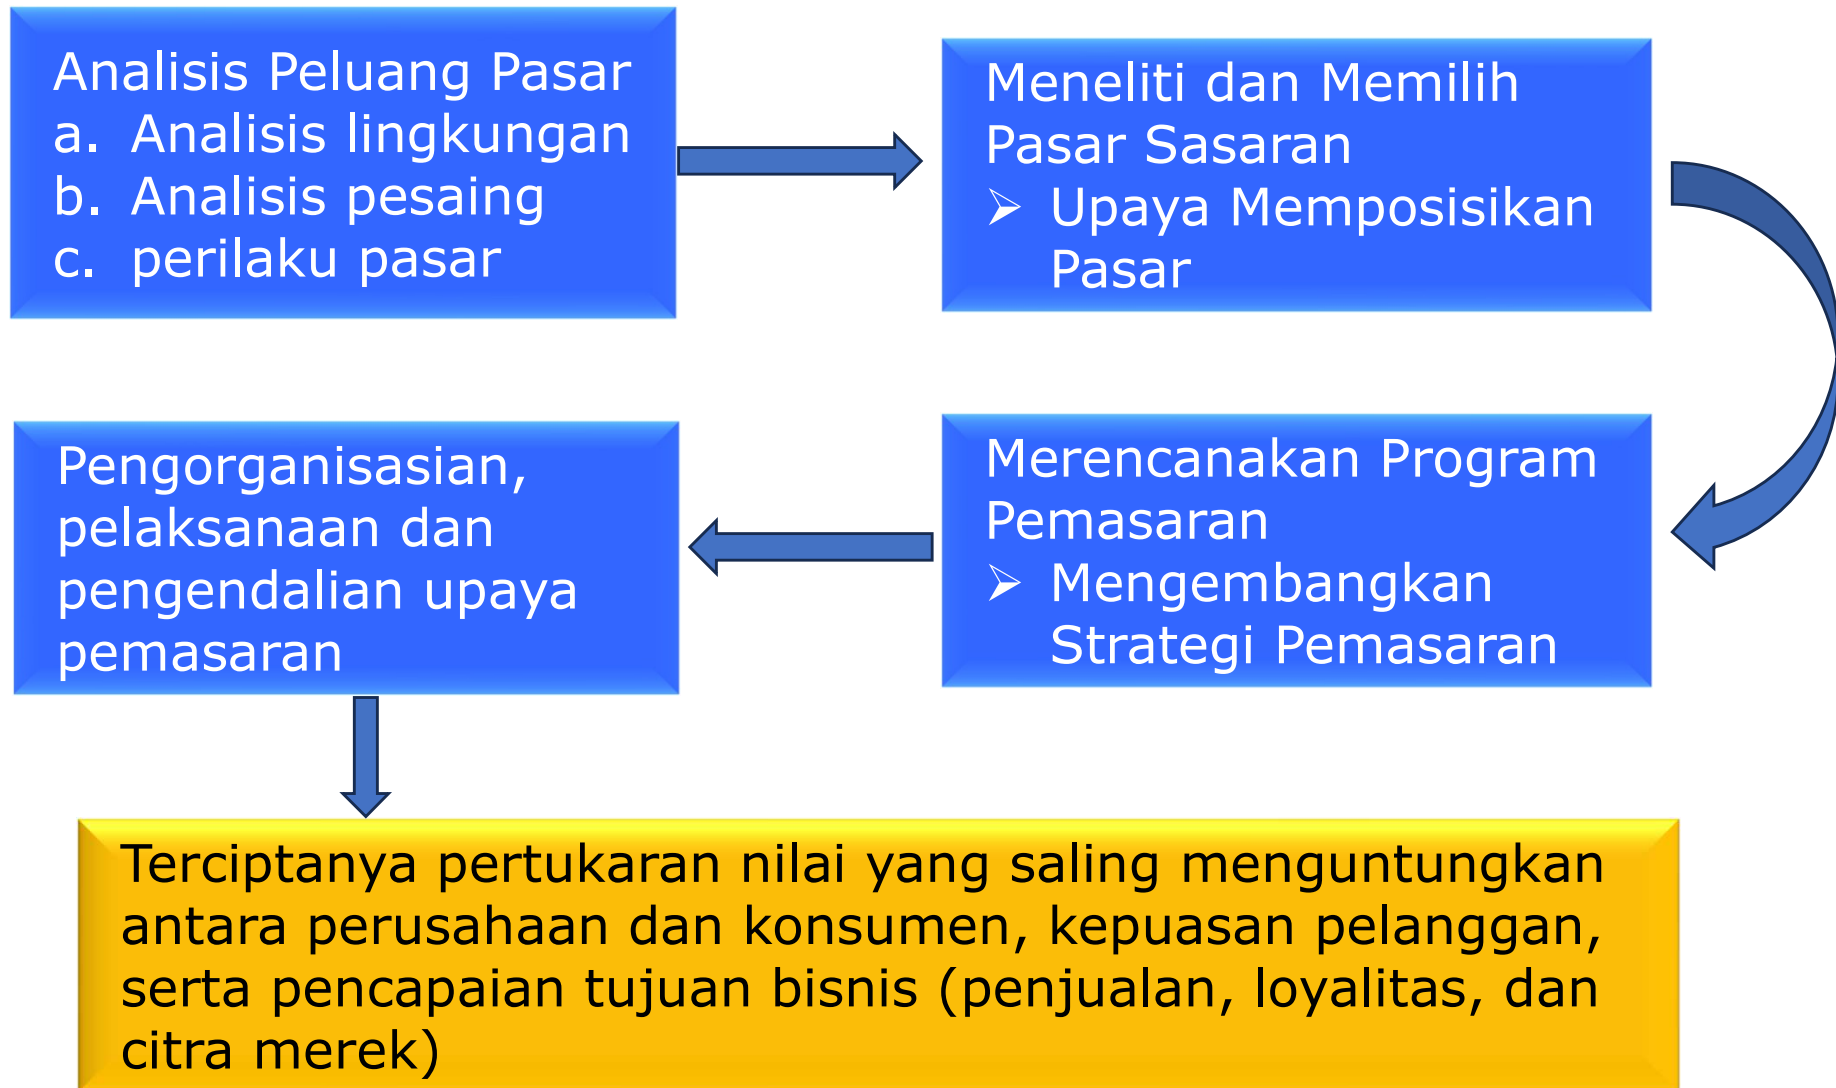 Analisis Peluang Pasar
a. Analisis lingkungan
b. Analisis pesaing
c. perilaku pasar
Meneliti dan Memilih
Pasar Sasaran
➢ Upaya Memposisikan
Pasar
Merencanakan Program
Pemasaran
➢ Mengembangkan
Strategi Pemasaran
Pengorganisasian,
pelaksanaan dan
pengendalian upaya
pemasaran
Terciptanya pertukaran nilai yang saling menguntungkan
antara perusahaan dan konsumen, kepuasan pelanggan,
serta pencapaian tujuan bisnis (penjualan, loyalitas, dan
citra merek)